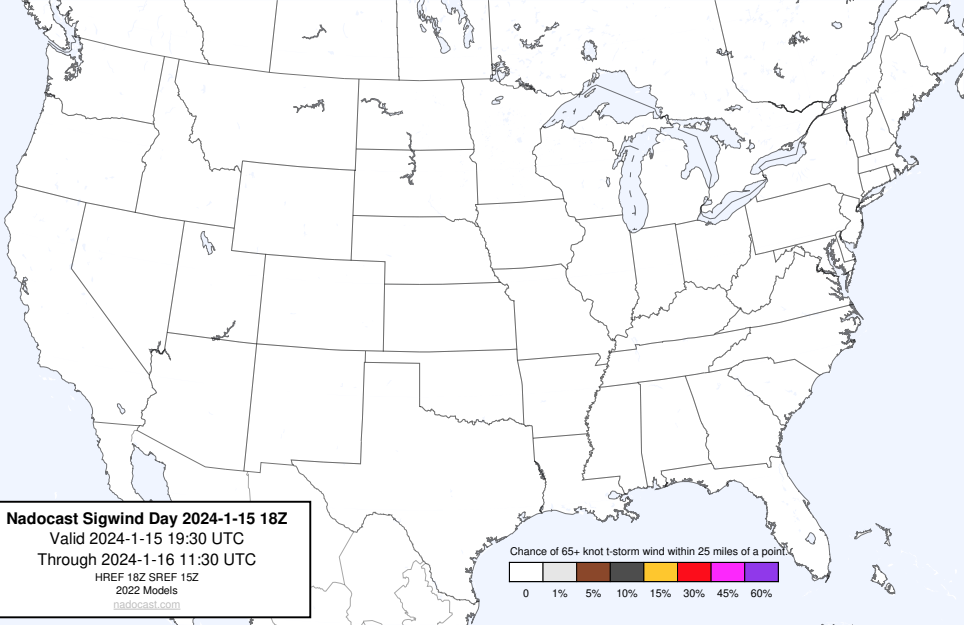 Nadocast Sigwind Day 2024-1-15 18Z
Valid 2024-1-15 19:30 UTC
Through 2024-1-16 11:30 UTC
HREF 18Z SREF 15Z
2022 Models
nadocast.com
Chance of 65+ knot t-storm wind within 25 miles of a point.
0 1% 5% 10% 15% 30% 45% 60%